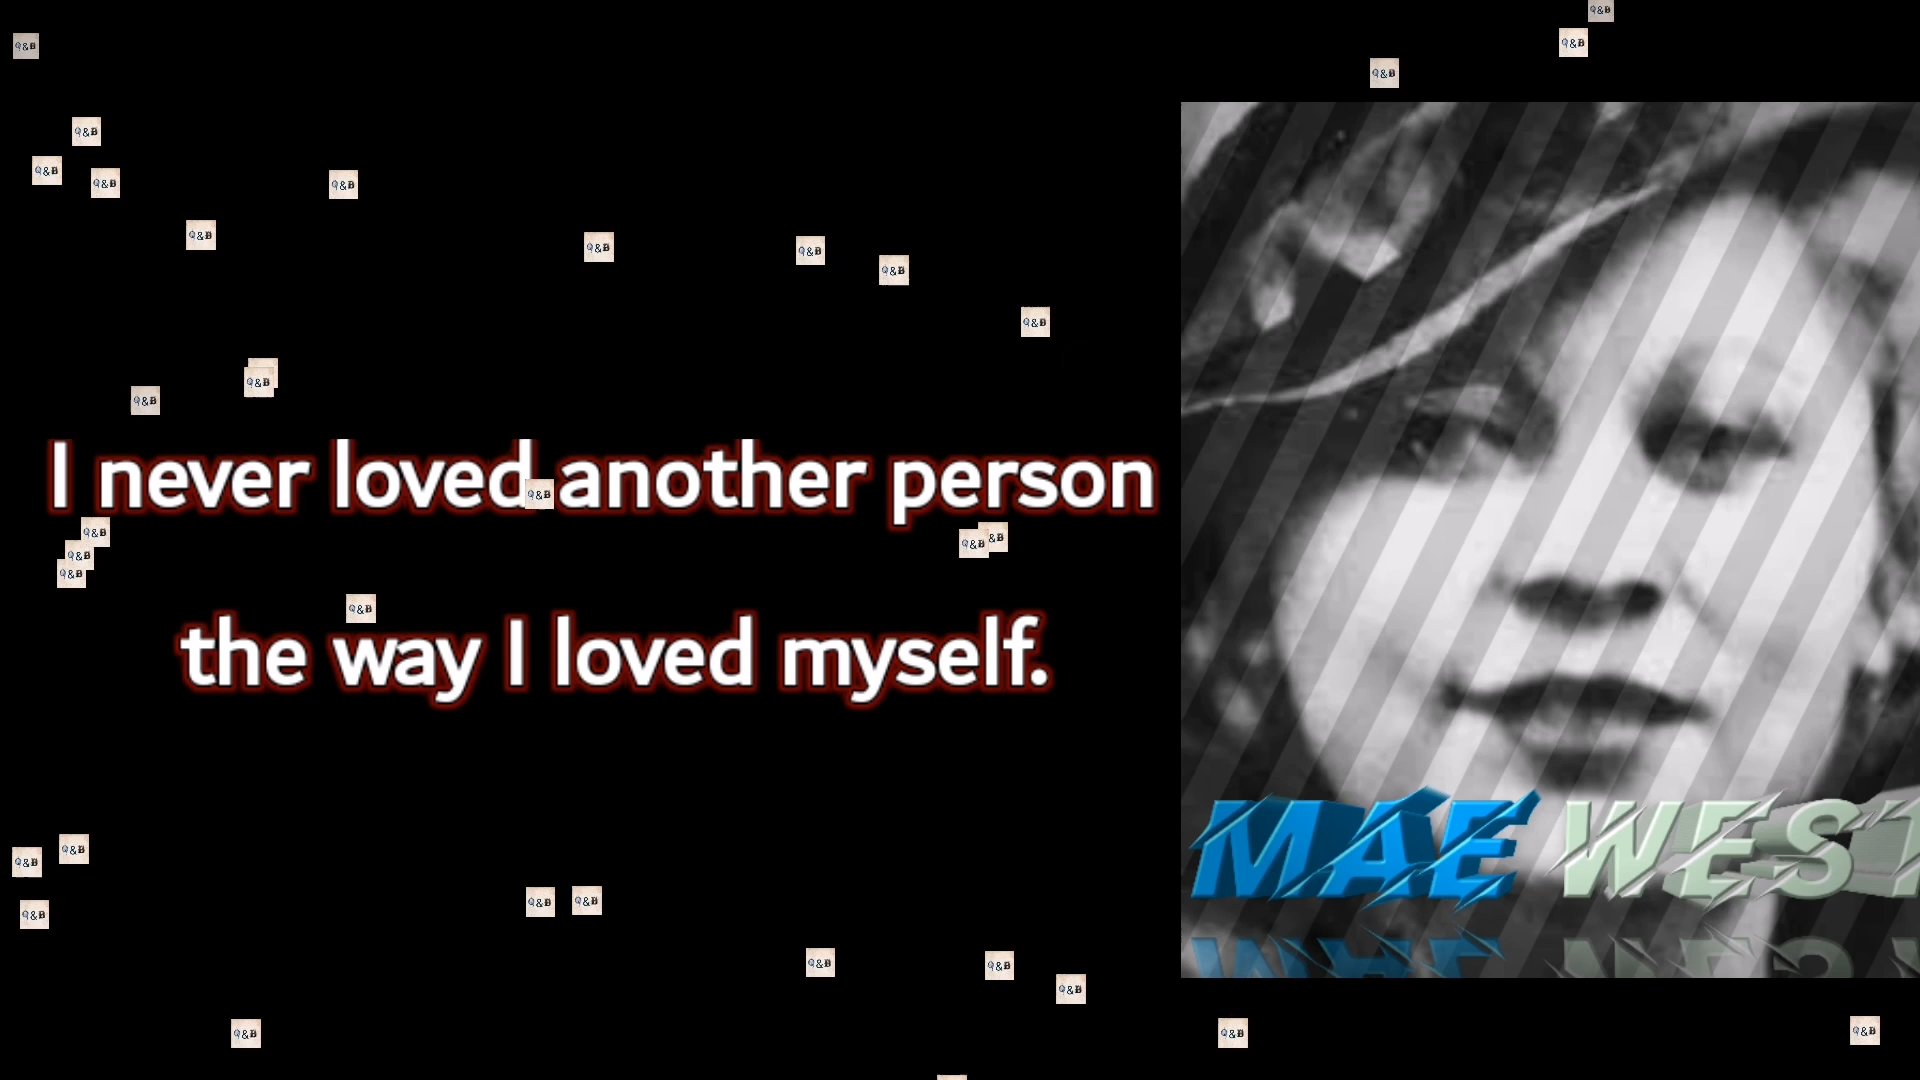 I never loved another person
the way I loved myself.
MAE WEST
Q&B